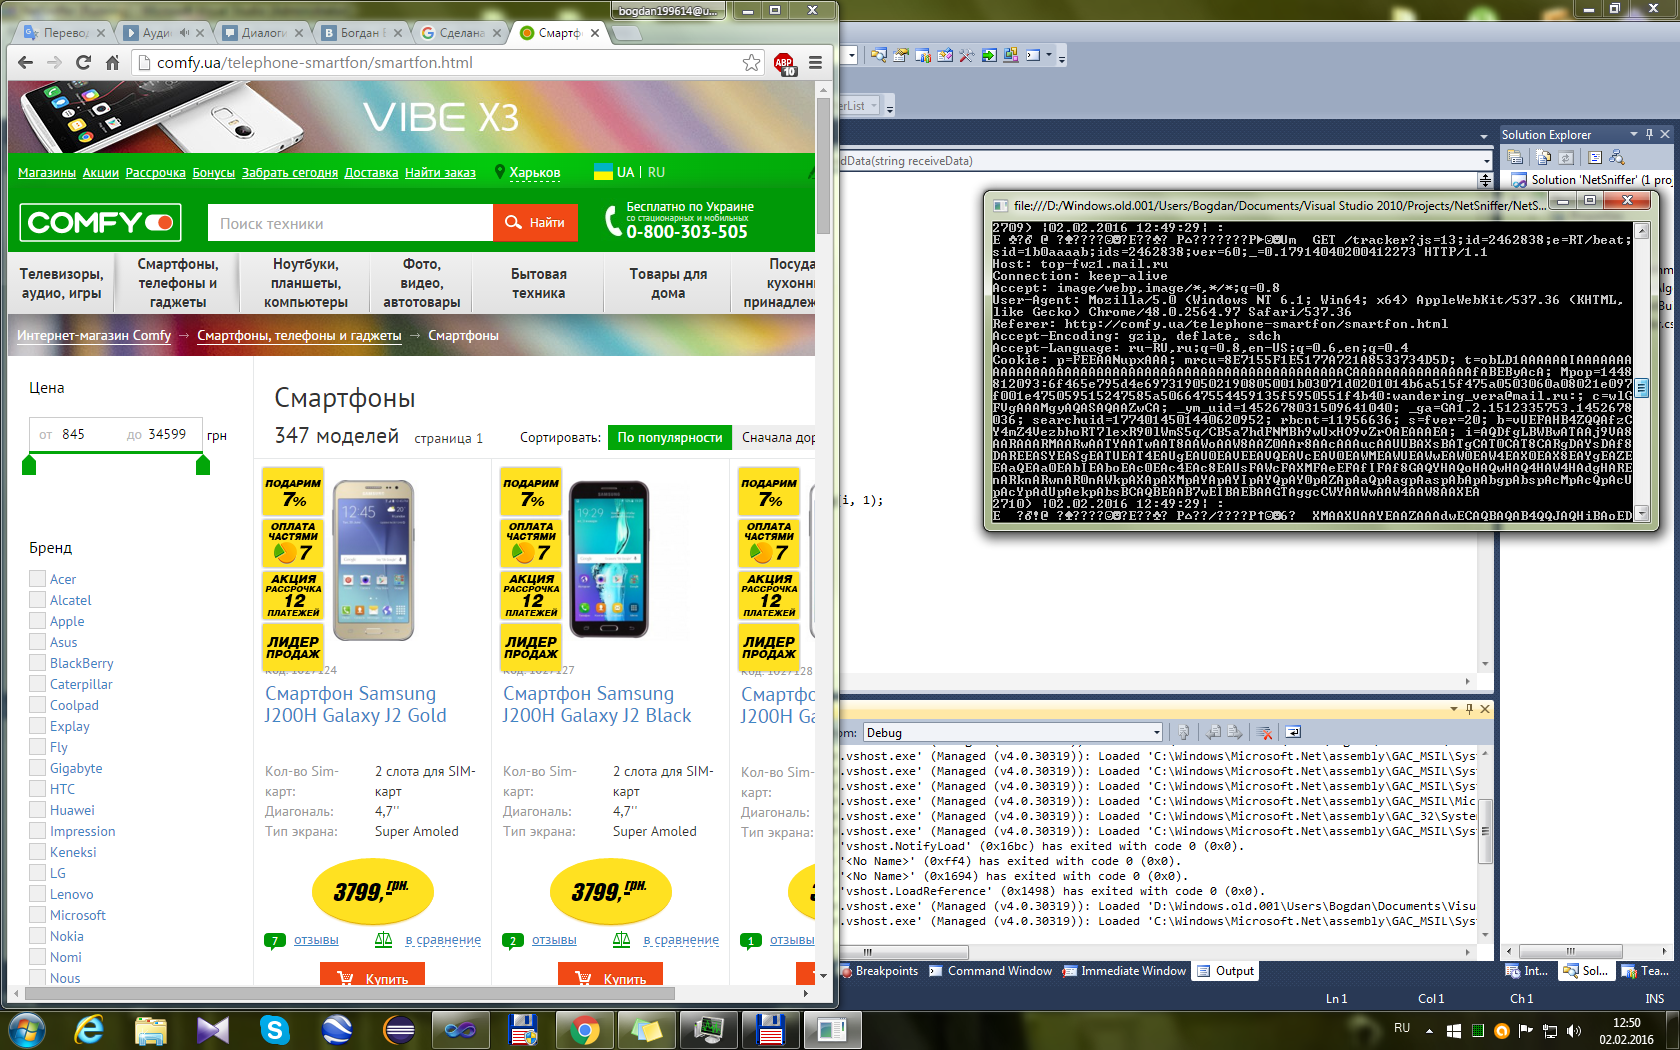 bogdan199614@u...
Перевод
Ауди
Диалоги
Богдан Б
Сделана
Смартф
comfy.ua/telephone-smartfon/smartfon.html
ABP
10
VIBE X3
Магазины Акции Рассрочка Бонусы Забрать сегодня Доставка Найти заказ Харьков UA | RU
COMFY
Поиск техники
Найти
Бесплатно по Украине
со стационарных и мобильных
0-800-303-505
Телевизоры, аудио, игры
Смартфоны, телефоны и гаджеты
Ноутбуки, планшеты, компьютеры
Фото, видео, автотовары
Бытовая техника
Товары для дома
Посуда кухонн принадлеж
Интернет-магазин Comfy → Смартфоны, телефоны и гаджеты → Смартфоны
Цена
от 845 до 34599 грн
Бренд
Acer
Alcatel
Apple
Asus
BlackBerry
Caterpillar
Coolpad
Explay
Fly
Gigabyte
HTC
Huawei
Impression
Keneksi
LG
Lenovo
Microsoft
Nokia
Nomi
Nous
Смартфоны
347 моделей страница 1
Сортировать: По популярности Сначала дор
ПОДАРИМ 7%
ОПЛАТА ЧАСТЯМИ 7
АКЦИЯ РАССРОЧКА 12 ПЛАТЕЖЕЙ
ЛИДЕР ПРОДАЖ
Код: 1027124
Смартфон Samsung
J200H Galaxy J2 Gold
Кол-во Sim-карт: 2 слота для SIM-карт
Диагональ: 4,7''
Тип экрана: Super Amoled
3799,- грн.
7 отзывы в сравнение
Купить
ПОДАРИМ 7%
ОПЛАТА ЧАСТЯМИ 7
АКЦИЯ РАССРОЧКА 12 ПЛАТЕЖЕЙ
ЛИДЕР ПРОДАЖ
Код: 1027127
Смартфон Samsung
J200H Galaxy J2 Black
Кол-во Sim-карт: 2 слота для SIM-карт
Диагональ: 4,7''
Тип экрана: Super Amoled
3799,- грн.
2 отзывы в сравнение
Купить
ПОДАРИМ 7%
ОПЛАТА ЧАСТЯМИ 7
АКЦИЯ РАССРОЧКА 12 ПЛАТЕЖЕЙ
ЛИДЕР ПРОДАЖ
Код: 1027128
Смартфо
J200H Ga
Кол-во Sim-карт:
Диагональ:
Тип экрана:
3
1 отзывы
erList
dData(string receiveData)
Solution Explorer
Solution 'NetSniffer' (1 proj
file:///D:/Windows.old.001/Users/Bogdan/Documents/Visual Studio 2010/Projects/NetSniffer/NetS...
2709) |02.02.2016 12:49:29| :
GET /tracker?js=13;id=2462838;e=RT/beat;
sid=1b0aaaab;ids=2462838;ver=60;_=0.17914040200412273 HTTP/1.1
Host: top-fwz1.mail.ru
Connection: keep-alive
Accept: image/webp,image/*,*/*;q=0.8
User-Agent: Mozilla/5.0 (Windows NT 6.1; Win64; x64) AppleWebKit/537.36 (KHTML,
like Gecko) Chrome/48.0.2564.97 Safari/537.36
Referer: http://comfy.ua/telephone-smartfon/smartfon.html
Accept-Encoding: gzip, deflate, sdch
Accept-Language: ru-RU,ru;q=0.8,en-US;q=0.6,en;q=0.4
2710) |02.02.2016 12:49:29| :
i, 1);
om: Debug
.vshost.exe' (Managed (v4.0.30319)): Loaded 'C:\Windows\Microsoft.Net\assembly\GAC_MSIL\Sys
.vshost.exe' (Managed (v4.0.30319)): Loaded 'C:\Windows\Microsoft.Net\assembly\GAC_MSIL\Sys
.vshost.exe' (Managed (v4.0.30319)): Loaded 'C:\Windows\Microsoft.Net\assembly\GAC_MSIL\Sys
.vshost.exe' (Managed (v4.0.30319)): Loaded 'C:\Windows\Microsoft.Net\assembly\GAC_MSIL\Mic
.vshost.exe' (Managed (v4.0.30319)): Loaded 'C:\Windows\Microsoft.Net\assembly\GAC_32\System
.vshost.exe' (Managed (v4.0.30319)): Loaded 'C:\Windows\Microsoft.Net\assembly\GAC_MSIL\Sys
'vshost.NotifyLoad' (0x16bc) has exited with code 0 (0x0).
'<No Name>' (0xff4) has exited with code 0 (0x0).
'<No Name>' (0x1694) has exited with code 0 (0x0).
'vshost.LoadReference' (0x1498) has exited with code 0 (0x0).
.vshost.exe' (Managed (v4.0.30319)): Loaded 'D:\Windows.old.001\Users\Bogdan\Documents\Visu
.vshost.exe' (Managed (v4.0.30319)): Loaded 'C:\Windows\Microsoft.Net\assembly\GAC_MSIL\Sys
Breakpoints Command Window Immediate Window Output
Int... Sol... Tea...
Ln 1 Col 1 Ch 1 INS
RU
12:50
02.02.2016